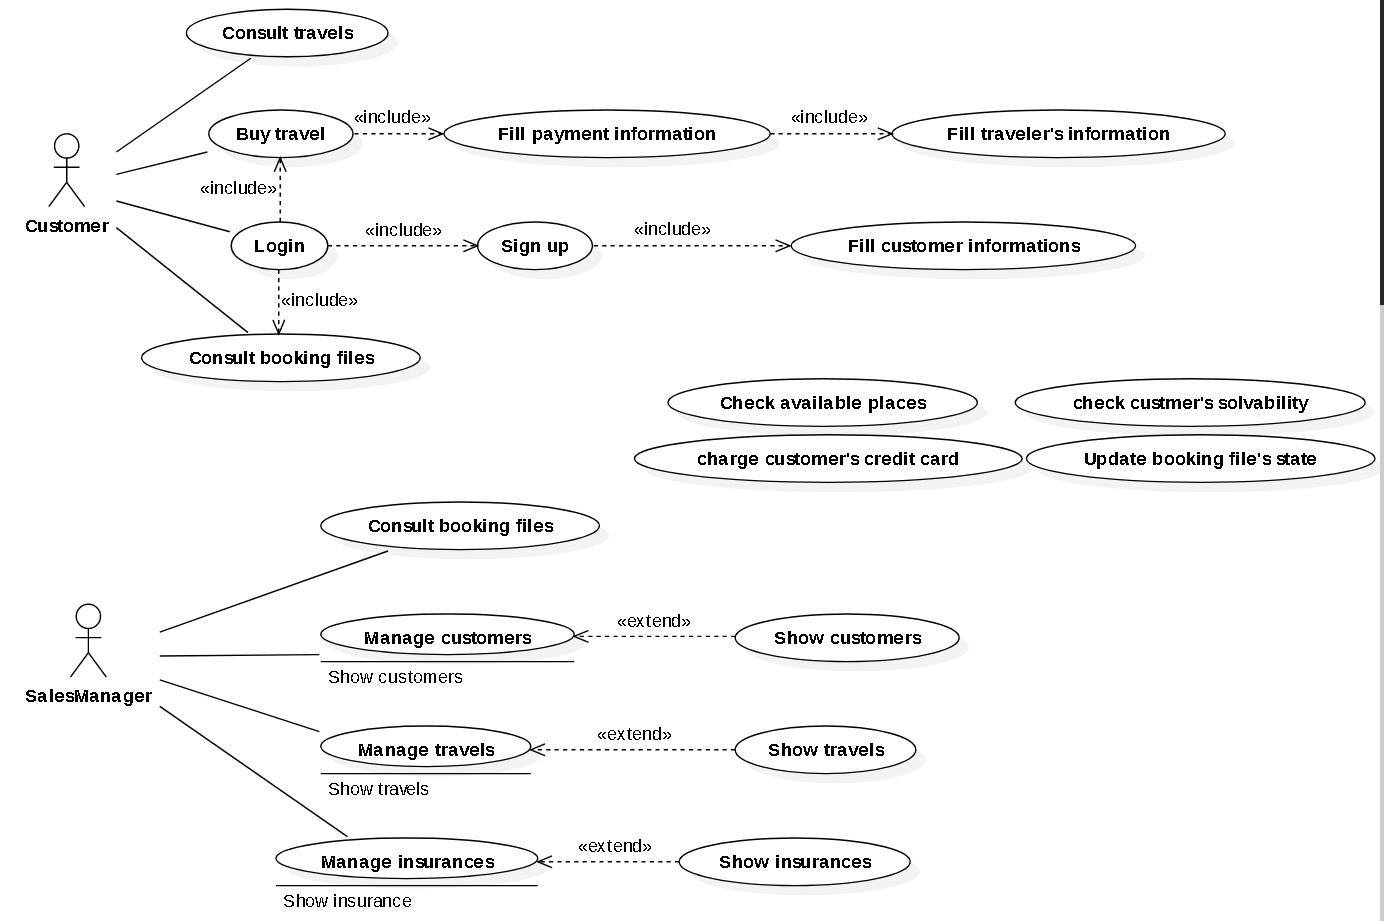 Consult travels
Buy travel
«include»
Fill payment information
«include»
Fill traveler's information
Customer
«include»
Login
«include»
Sign up
«include»
Fill customer informations
«include»
Consult booking files
Check available places
check custmer's solvability
charge customer's credit card
Update booking file's state
Consult booking files
SalesManager
Manage customers
Show customers
«extend»
Show customers
Manage travels
Show travels
«extend»
Show travels
Manage insurances
Show insurance
«extend»
Show insurances